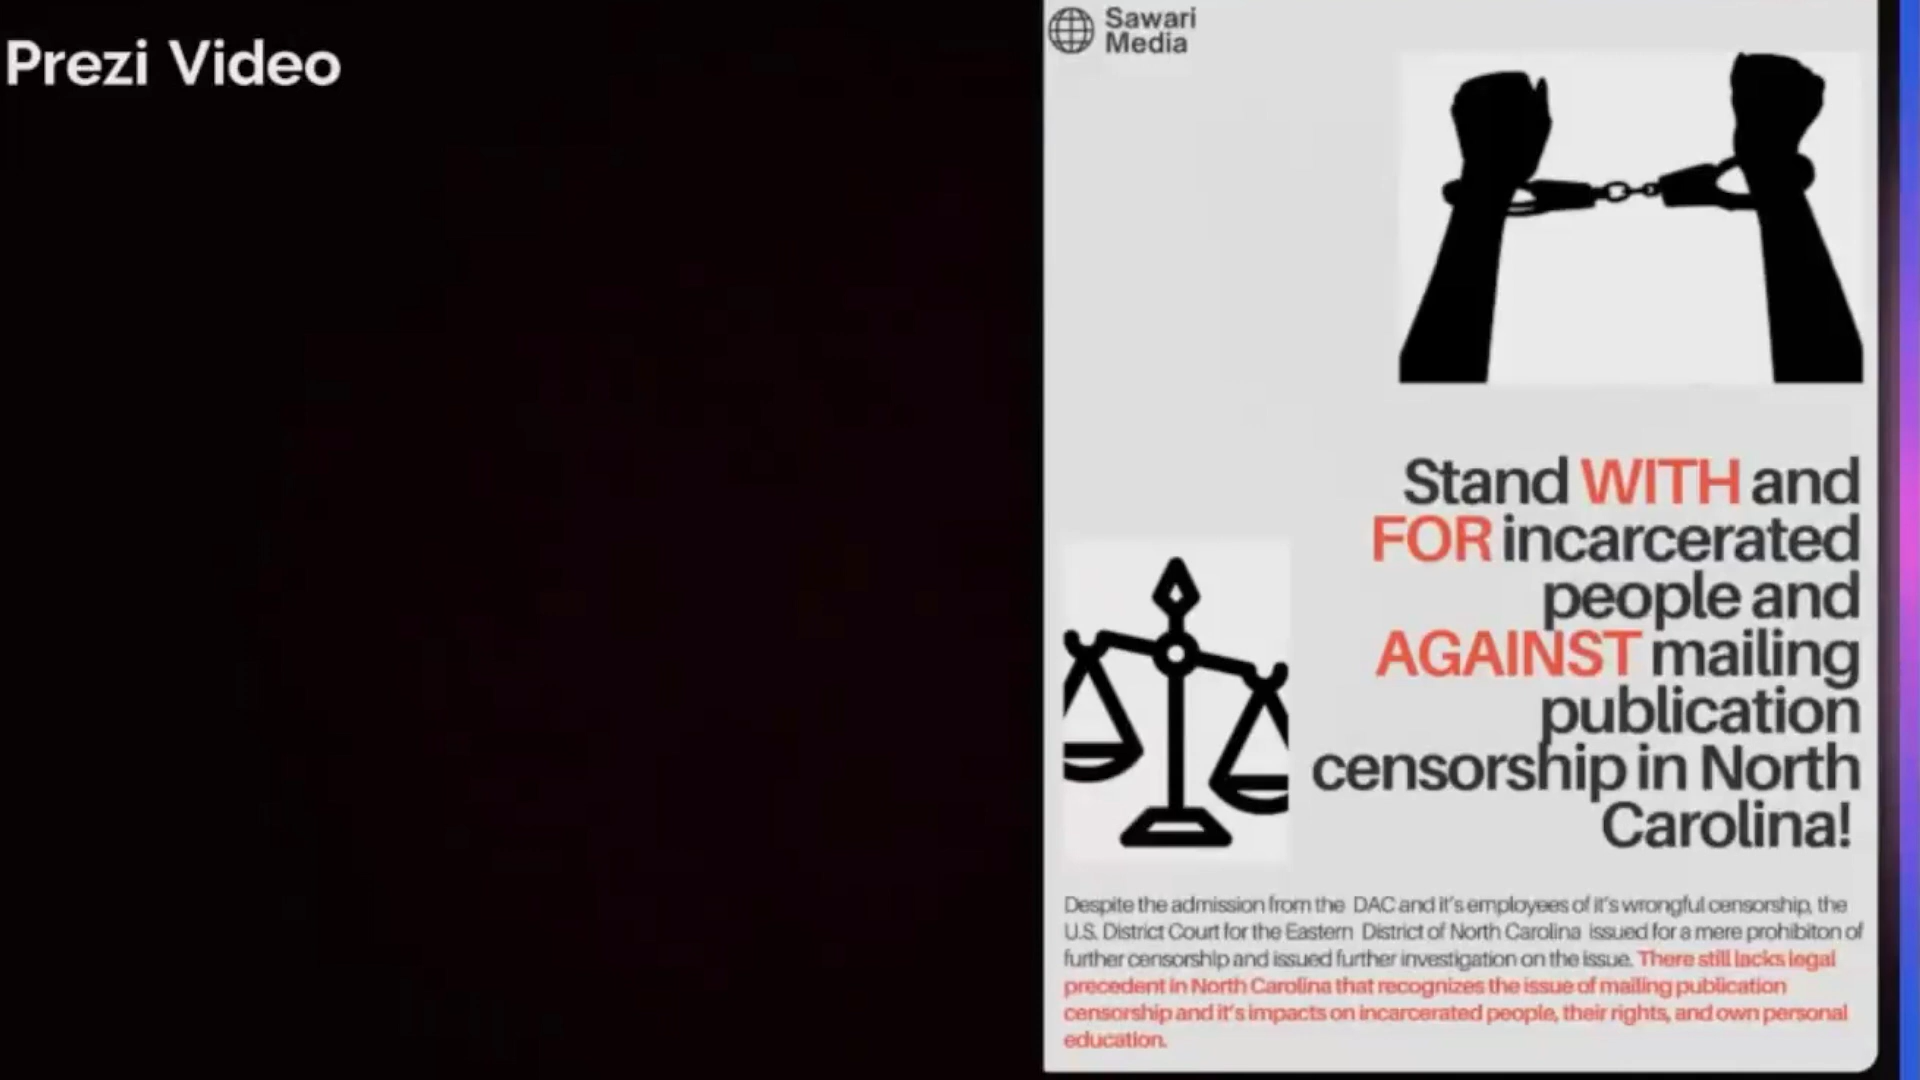 Prezi Video
Sawari
Media
Stand WITH and
FOR incarcerated
people and
AGAINST mailing
publication
censorship in North
Carolina!
Despite the admission from the DAC and it's employees of it's wrongful censorship, the
U.S. District Court for the Eastern District of North Carolina issued for a mere prohibiton of
further censorship and issued further investigation on the issue. There still lacks legal
precedent in North Carolina that recognizes the issue of mailing publication
censorship and it's impacts on incarcerated people, their rights, and own personal
education.